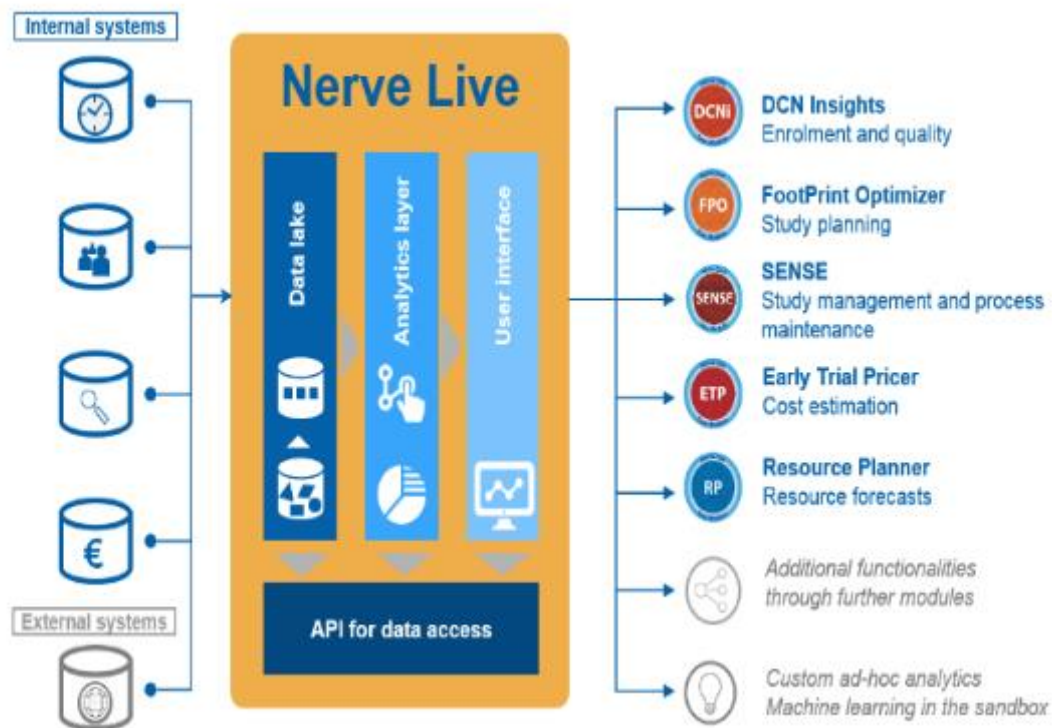 Internal systems
Nerve Live
Data lake
Analytics layer
User interface
€
External systems
API for data access
DCNi
DCN Insights
Enrolment and quality
FPO
FootPrint Optimizer
Study planning
SENSE
SENSE
Study management and process
maintenance
ETP
Early Trial Pricer
Cost estimation
RP
Resource Planner
Resource forecasts
Additional functionalities
through further modules
Custom ad-hoc analytics
Machine learning in the sandbox